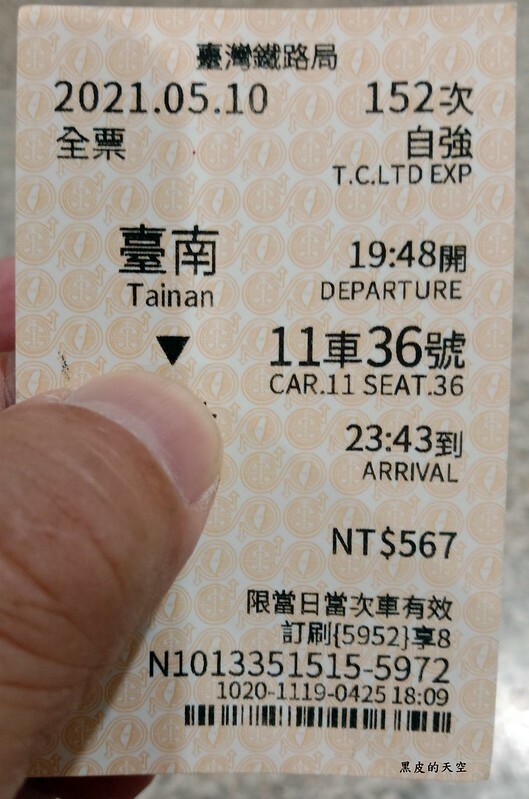 臺灣鐵路局
2021.05.10 152次
全票 自強
T.C.LTD EXP
臺南 19:48開
Tainan DEPARTURE
▼ 11車36號
CAR.11 SEAT.36
23:43到
ARRIVAL
NT$567
限當日當次車有效
訂刷{5952}享8
N1013351515-5972
1020-1119-0425 18:09
黑皮的天空